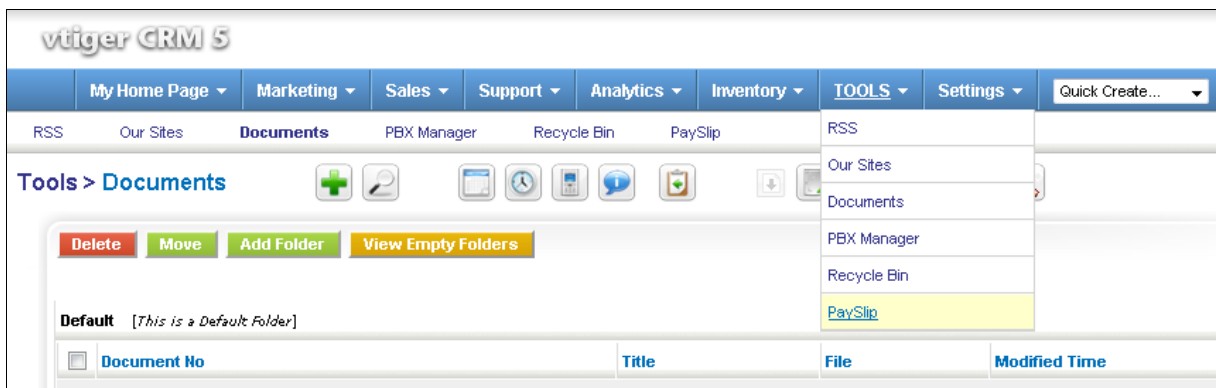 vtiger CRM 5
My Home Page Marketing Sales Support Analytics Inventory TOOLS Settings Quick Create...
RSS Our Sites Documents PBX Manager Recycle Bin PaySlip
RSS
Our Sites
Documents
PBX Manager
Recycle Bin
PaySlip
Tools > Documents
Delete Move Add Folder View Empty Folders
Default [This is a Default Folder]
Document No Title File Modified Time